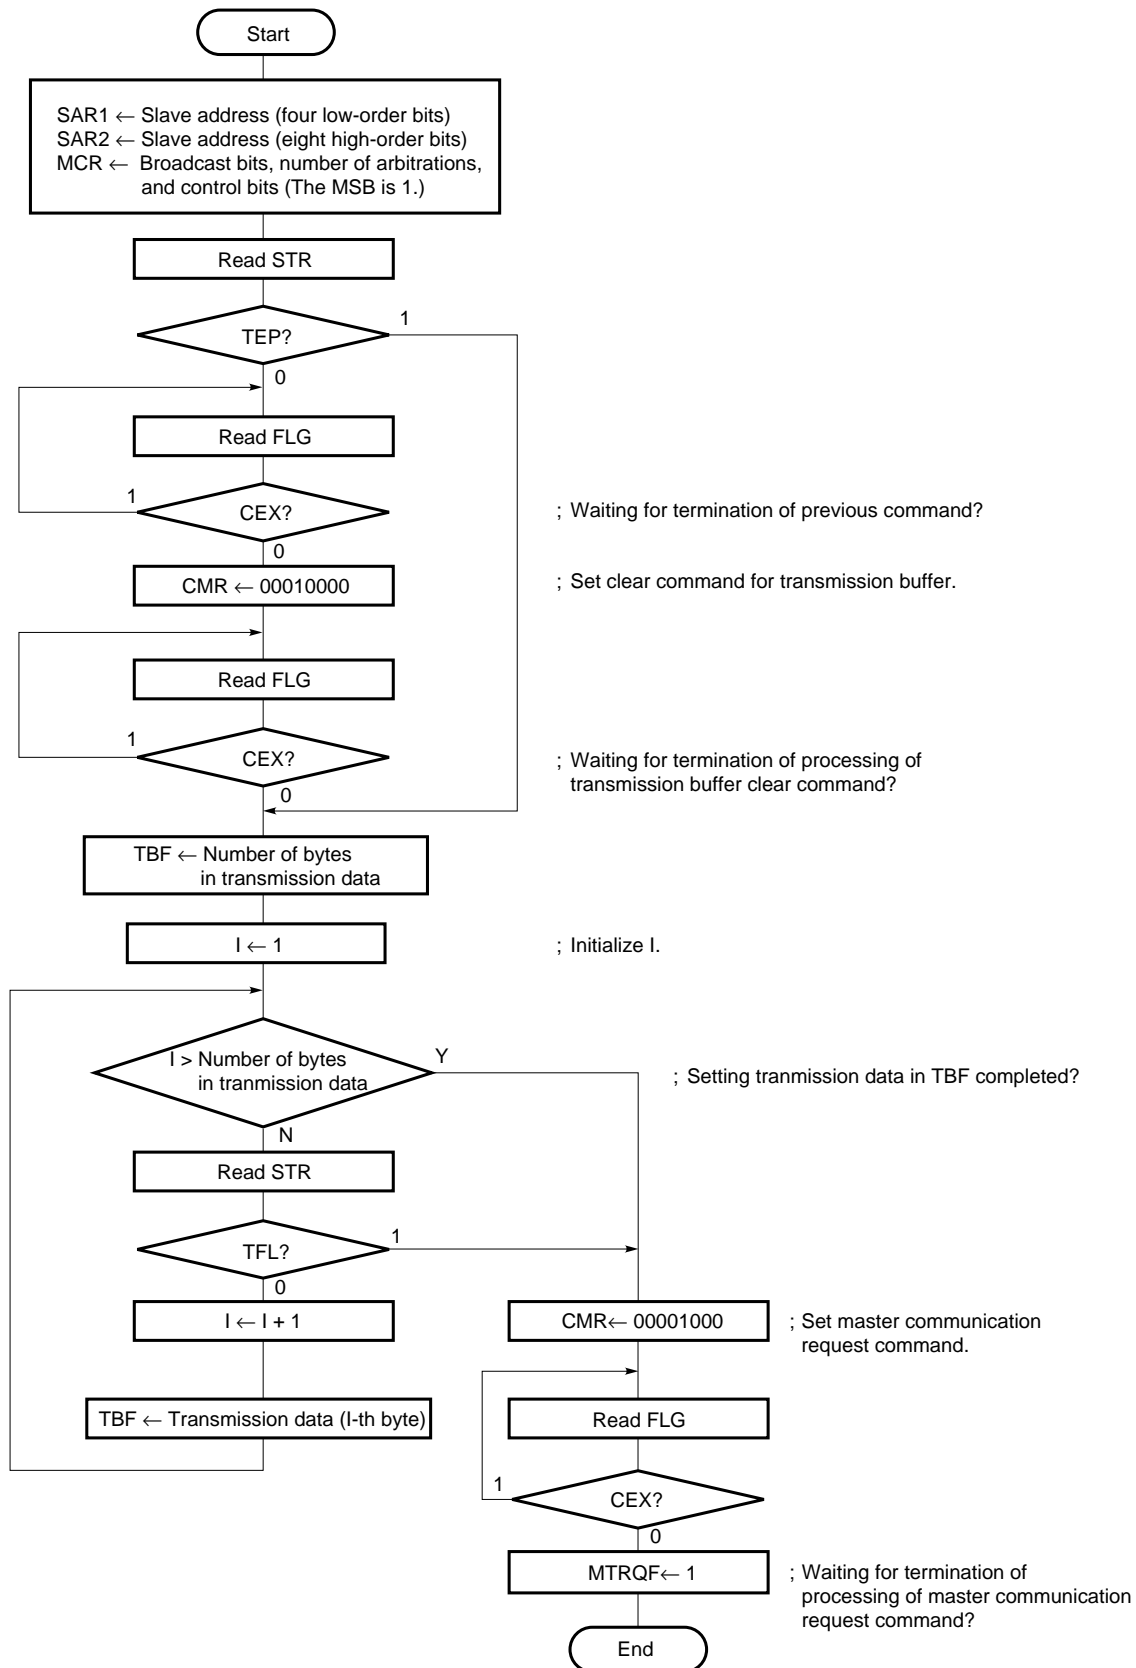 Start
SAR1 ← Slave address (four low-order bits)
SAR2 ← Slave address (eight high-order bits)
MCR ← Broadcast bits, number of arbitrations,
and control bits (The MSB is 1.)
Read STR
TEP?
1
0
Read FLG
1
CEX?
; Waiting for termination of previous command?
0
CMR ← 00010000
; Set clear command for transmission buffer.
Read FLG
1
CEX?
; Waiting for termination of processing of
transmission buffer clear command?
0
TBF ← Number of bytes
in transmission data
I ← 1
; Initialize I.
I > Number of bytes
in tranmission data
Y
; Setting tranmission data in TBF completed?
N
Read STR
TFL?
1
0
I ← I + 1
CMR← 00001000
; Set master communication
request command.
TBF ← Transmission data (I-th byte)
Read FLG
1
CEX?
0
MTRQF← 1
; Waiting for termination of
processing of master communication
request command?
End